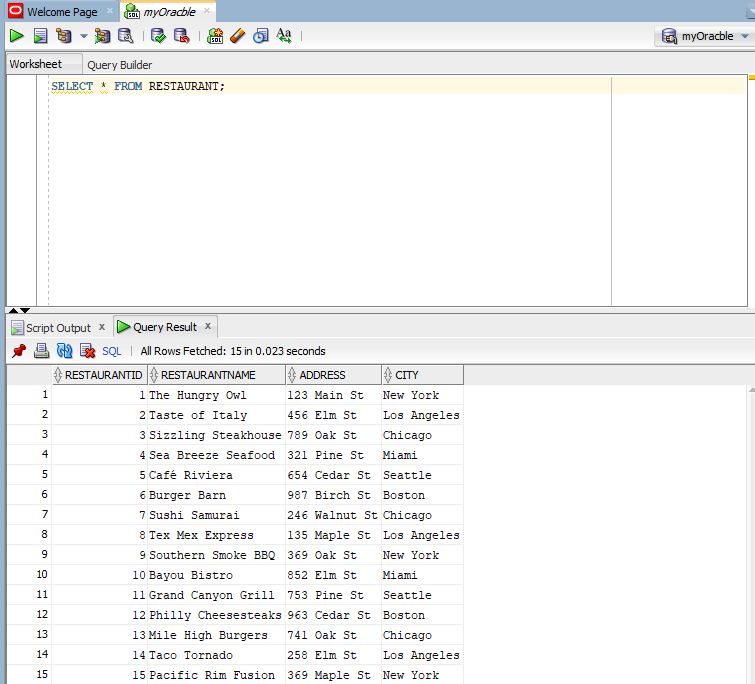 Welcome Page × myOracble ×
SQL Aa myOracble
Worksheet Query Builder
SELECT * FROM RESTAURANT;
Script Output x Query Result x
SQL | All Rows Fetched: 15 in 0.023 seconds
RESTAURANTID RESTAURANTNAME ADDRESS CITY
1 1 The Hungry Owl 123 Main St New York
2 2 Taste of Italy 456 Elm St Los Angeles
3 3 Sizzling Steakhouse 789 Oak St Chicago
4 4 Sea Breeze Seafood 321 Pine St Miami
5 5 Café Riviera 654 Cedar St Seattle
6 6 Burger Barn 987 Birch St Boston
7 7 Sushi Samurai 246 Walnut St Chicago
8 8 Tex Mex Express 135 Maple St Los Angeles
9 9 Southern Smoke BBQ 369 Oak St New York
10 10 Bayou Bistro 852 Elm St Miami
11 11 Grand Canyon Grill 753 Pine St Seattle
12 12 Philly Cheesesteaks 963 Cedar St Boston
13 13 Mile High Burgers 741 Oak St Chicago
14 14 Taco Tornado 258 Elm St Los Angeles
15 15 Pacific Rim Fusion 369 Maple St New York